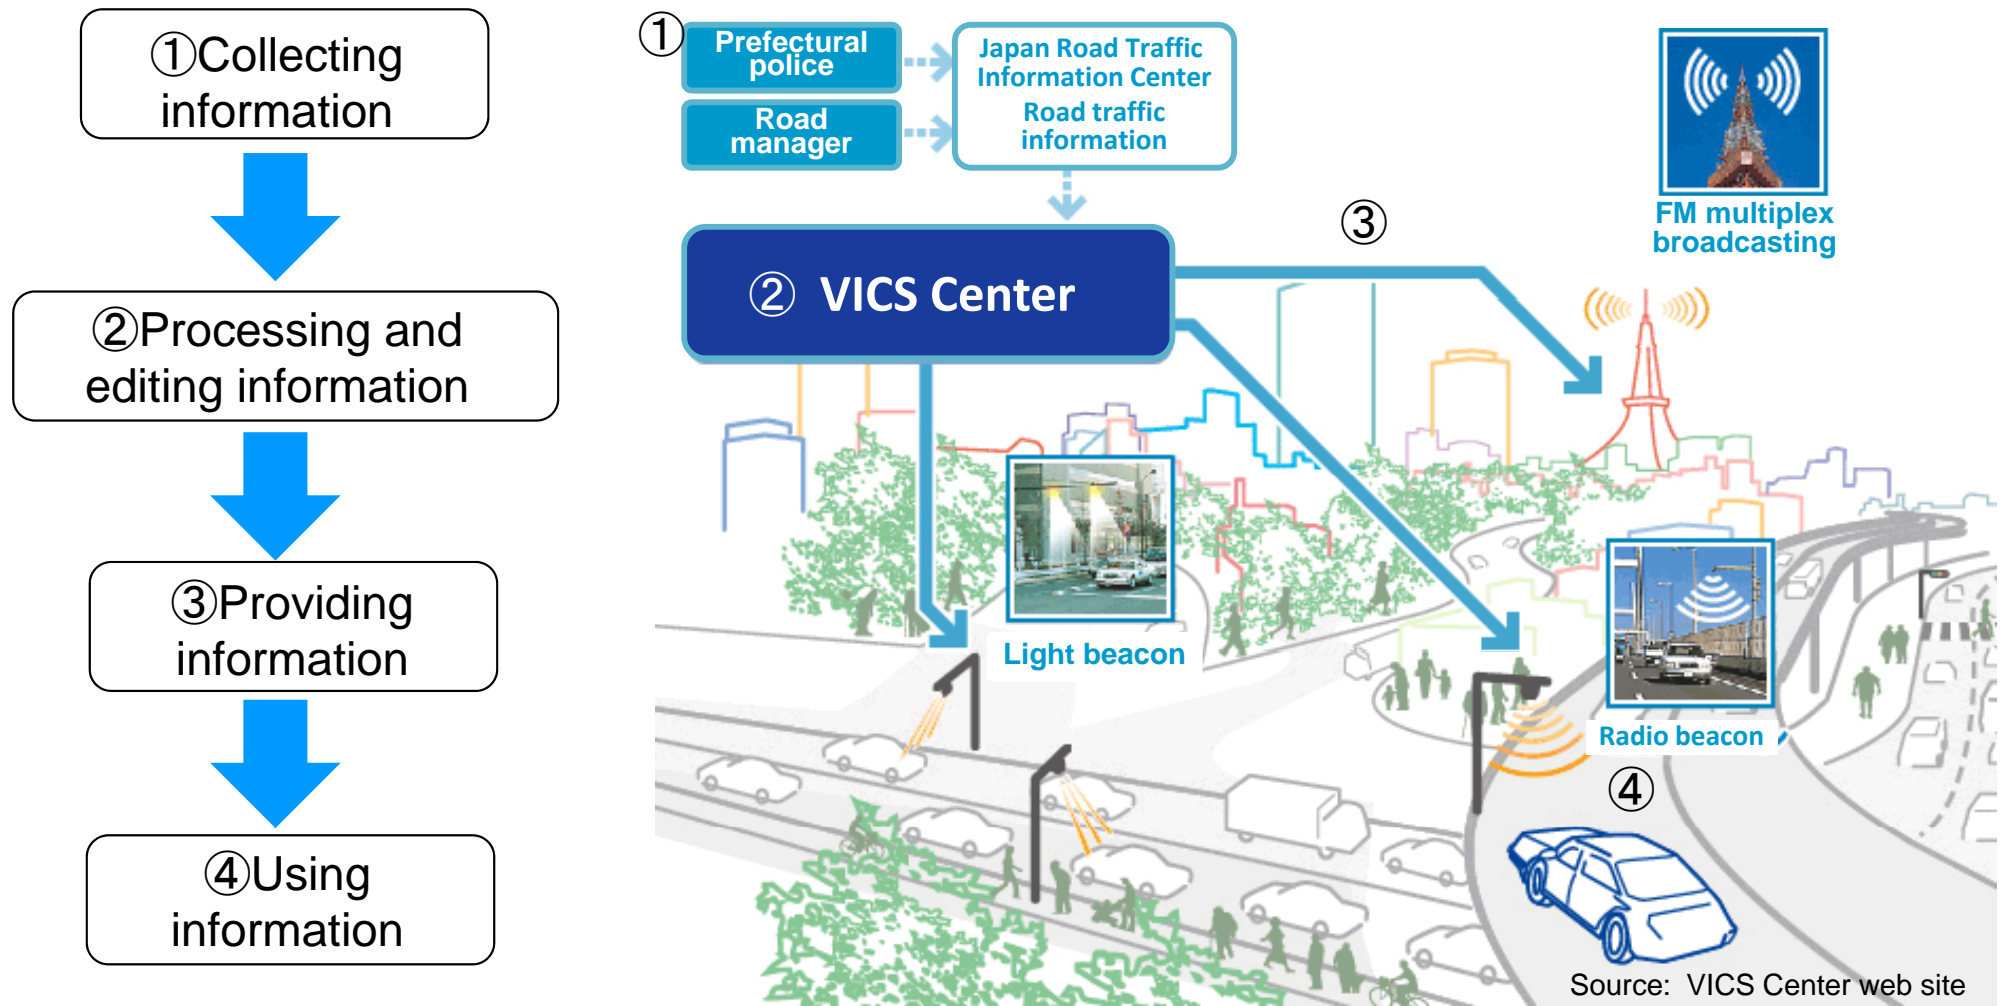 ①Collecting
information
②Processing and
editing information
③Providing
information
④Using
information
①
Prefectural
police
Road
manager
Japan Road Traffic
Information Center
Road traffic
information
② VICS Center
③
FM multiplex
broadcasting
Light beacon
Radio beacon
④
Source: VICS Center web site